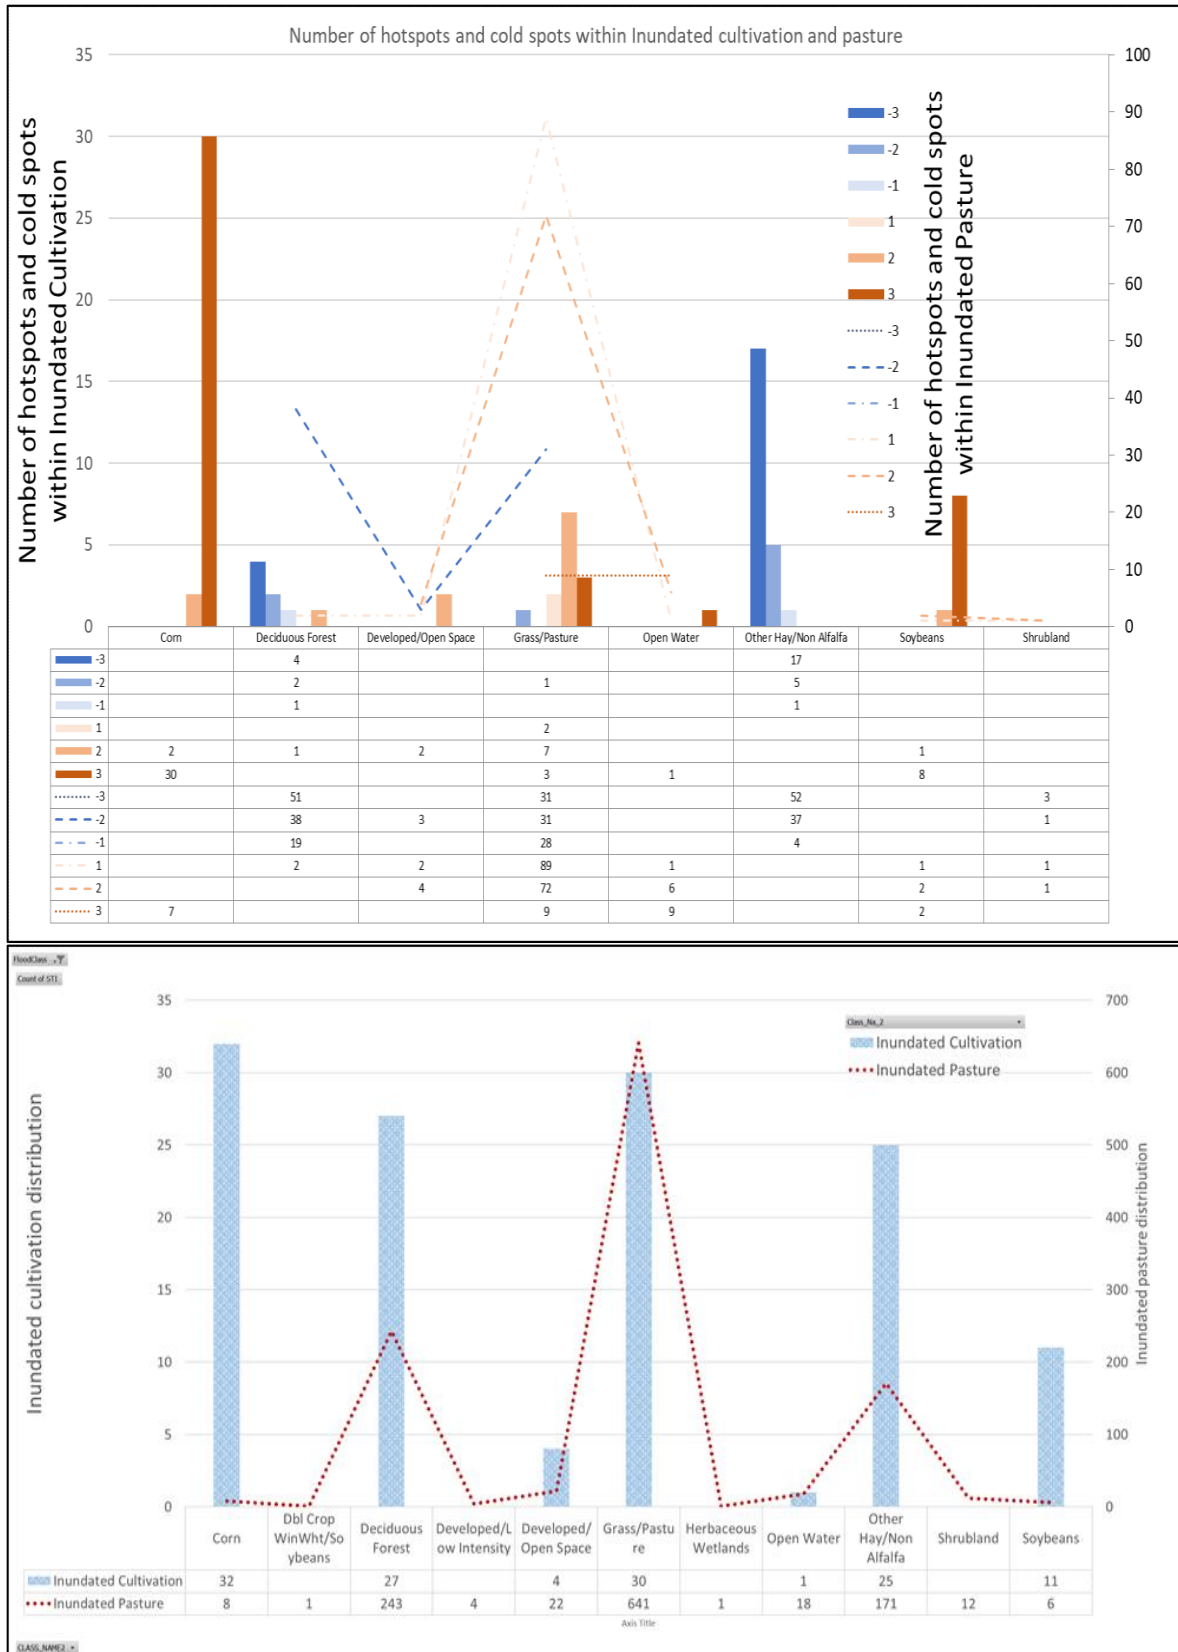 Number of hotspots and cold spots within Inundated cultivation and pasture
Number of hotspots and cold spots
within Inundated Cultivation
35
30
25
20
15
10
5
0
100
90
80
70
60
50
40
30
20
10
0
Number of hotspots and cold spots
within Inundated Pasture
-3
-2
-1
1
2
3
-3
-2
-1
1
2
3
Corn Deciduous Forest Developed/Open Space Grass/Pasture Open Water Other Hay/Non Alfalfa Soybeans Shrubland
-3 4 17
-2 2 1 5
-1 1 1
1 2
2 2 1 2 7 1
3 30 3 1 8
-3 51 31 52 3
-2 38 3 31 37 1
-1 19 28 4
1 2 2 89 1 1 1
2 4 72 6 2 1
3 7 9 9 2
FloodClass
Count of STI
Inundated cultivation distribution
35
30
25
20
15
10
5
0
700
600
500
400
300
200
100
0
Inundated pasture distribution
Class_Na_2
Inundated Cultivation
Inundated Pasture
Corn Dbl Crop WinWht/So ybeans Deciduous Forest Developed/L ow Intensity Developed/ Open Space Grass/Pastu re Herbaceous Wetlands Open Water Other Hay/Non Alfalfa Shrubland Soybeans
Inundated Cultivation 32 27 4 30 1 25 11
Inundated Pasture 8 1 243 4 22 641 1 18 171 12 6
Axis Title
CLASS_NAME2